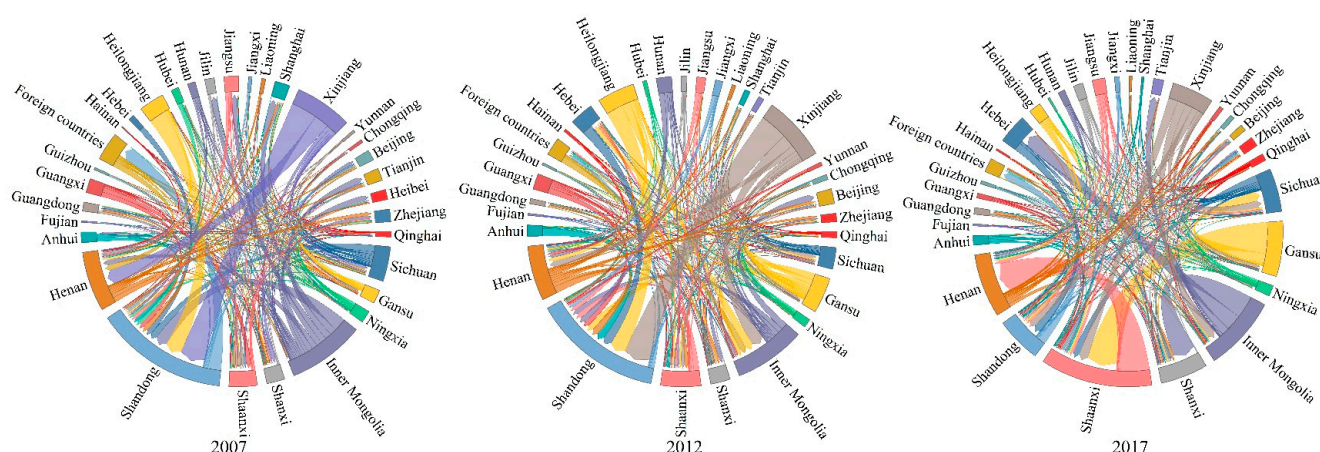 Heilongjiang
Hubei
Hunan
Jilin
Jiangsu
Jiangxi
Liaoning
Shanghai
Xinjiang
Yunnan
Chongqing
Beijing
Tianjin
Heibei
Zhejiang
Qinghai
Sichuan
Gansu
Ningxia
Inner Mongolia
Shanxi
Shaanxi
Shandong
Henan
Anhui
Fujian
Guangdong
Guangxi
Guizhou
Foreign countries
Hainan
Hebei
2007
Heilongjiang
Hubei
Hunan
Jilin
Jiangsu
Jiangxi
Liaoning
Shanghai
Tianjin
Xinjiang
Yunnan
Chongqing
Beijing
Zhejiang
Qinghai
Sichuan
Gansu
Ningxia
Inner Mongolia
Shanxi
Shaanxi
Shandong
Henan
Anhui
Fujian
Guangdong
Guangxi
Guizhou
Foreign countries
Hainan
Hebei
2012
Heilongjiang
Hubei
Hunan
Jilin
Jiangsu
Jiangxi
Liaoning
Shanghai
Tianjin
Xinjiang
Yunnan
Chongqing
Beijing
Zhejiang
Qinghai
Sichuan
Gansu
Ningxia
Inner Mongolia
Shanxi
Shaanxi
Shandong
Henan
Anhui
Fujian
Guangdong
Guangxi
Guizhou
Foreign countries
Hainan
Hebei
2017